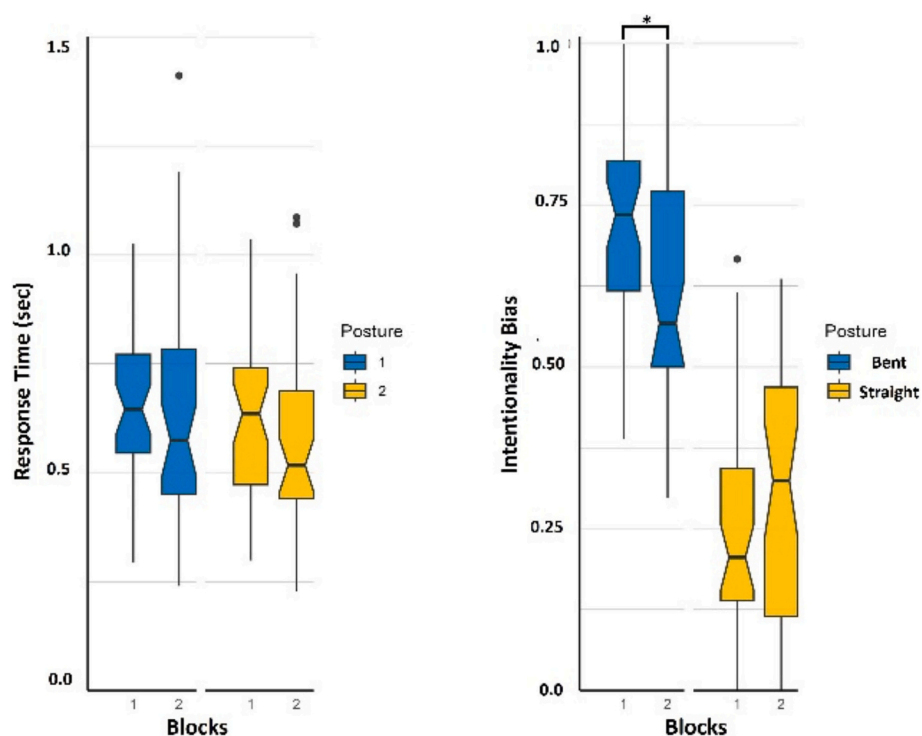 *
1.5
1.0
0.5
0.0
Response Time (sec)
1 2 1 2
Blocks
Posture
1
2
1.0
0.75
0.50
0.25
0.0
Intentionality Bias
1 2 1 2
Blocks
Posture
Bent
Straight